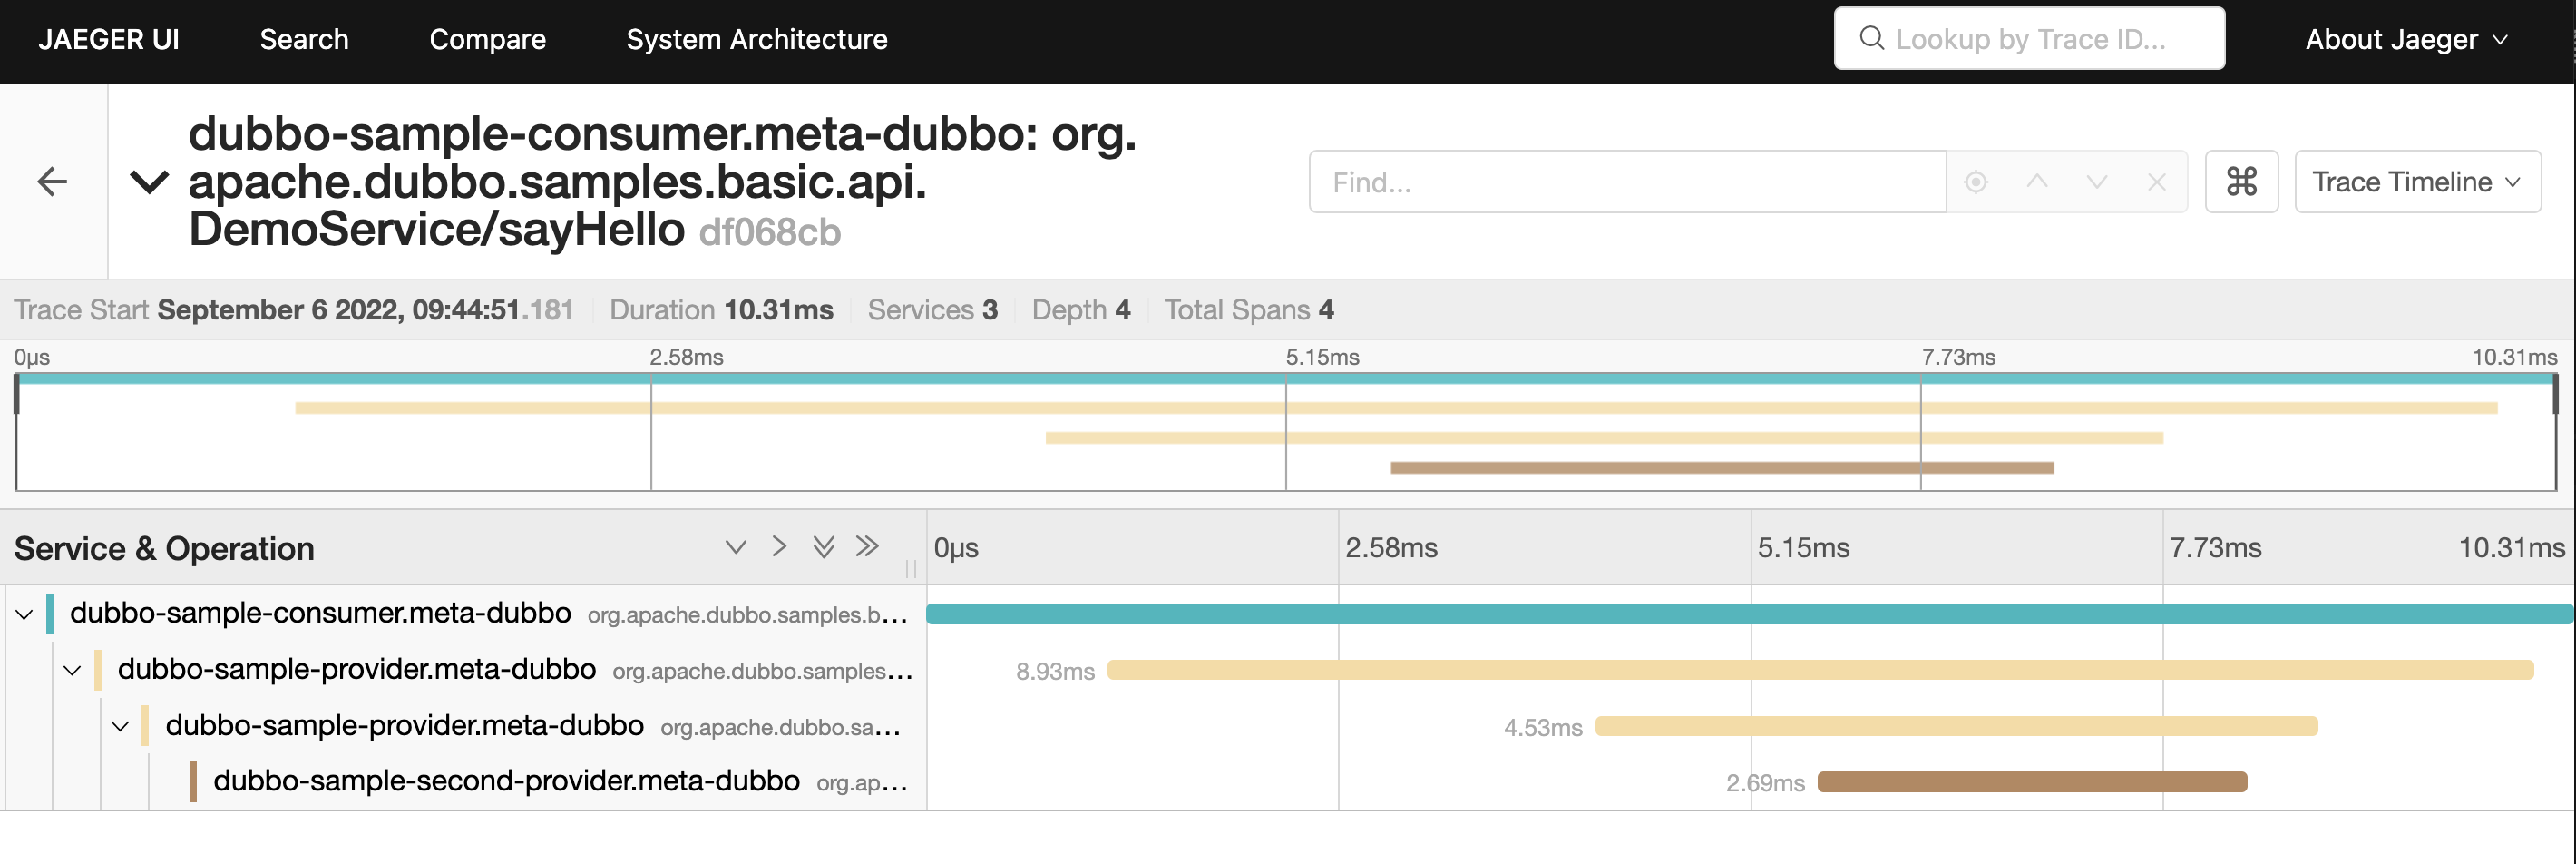 JAEGER UI Search Compare System Architecture Lookup by Trace ID... About Jaeger
dubbo-sample-consumer.meta-dubbo: org.
apache.dubbo.samples.basic.api.
DemoService/sayHello df068cb
Find... Trace Timeline
Trace Start September 6 2022, 09:44:51.181 Duration 10.31ms Services 3 Depth 4 Total Spans 4
0μs 2.58ms 5.15ms 7.73ms 10.31ms
Service & Operation 0μs 2.58ms 5.15ms 7.73ms 10.31ms
dubbo-sample-consumer.meta-dubbo org.apache.dubbo.samples.b...
dubbo-sample-provider.meta-dubbo org.apache.dubbo.samples... 8.93ms
dubbo-sample-provider.meta-dubbo org.apache.dubbo.sa... 4.53ms
dubbo-sample-second-provider.meta-dubbo org.ap... 2.69ms